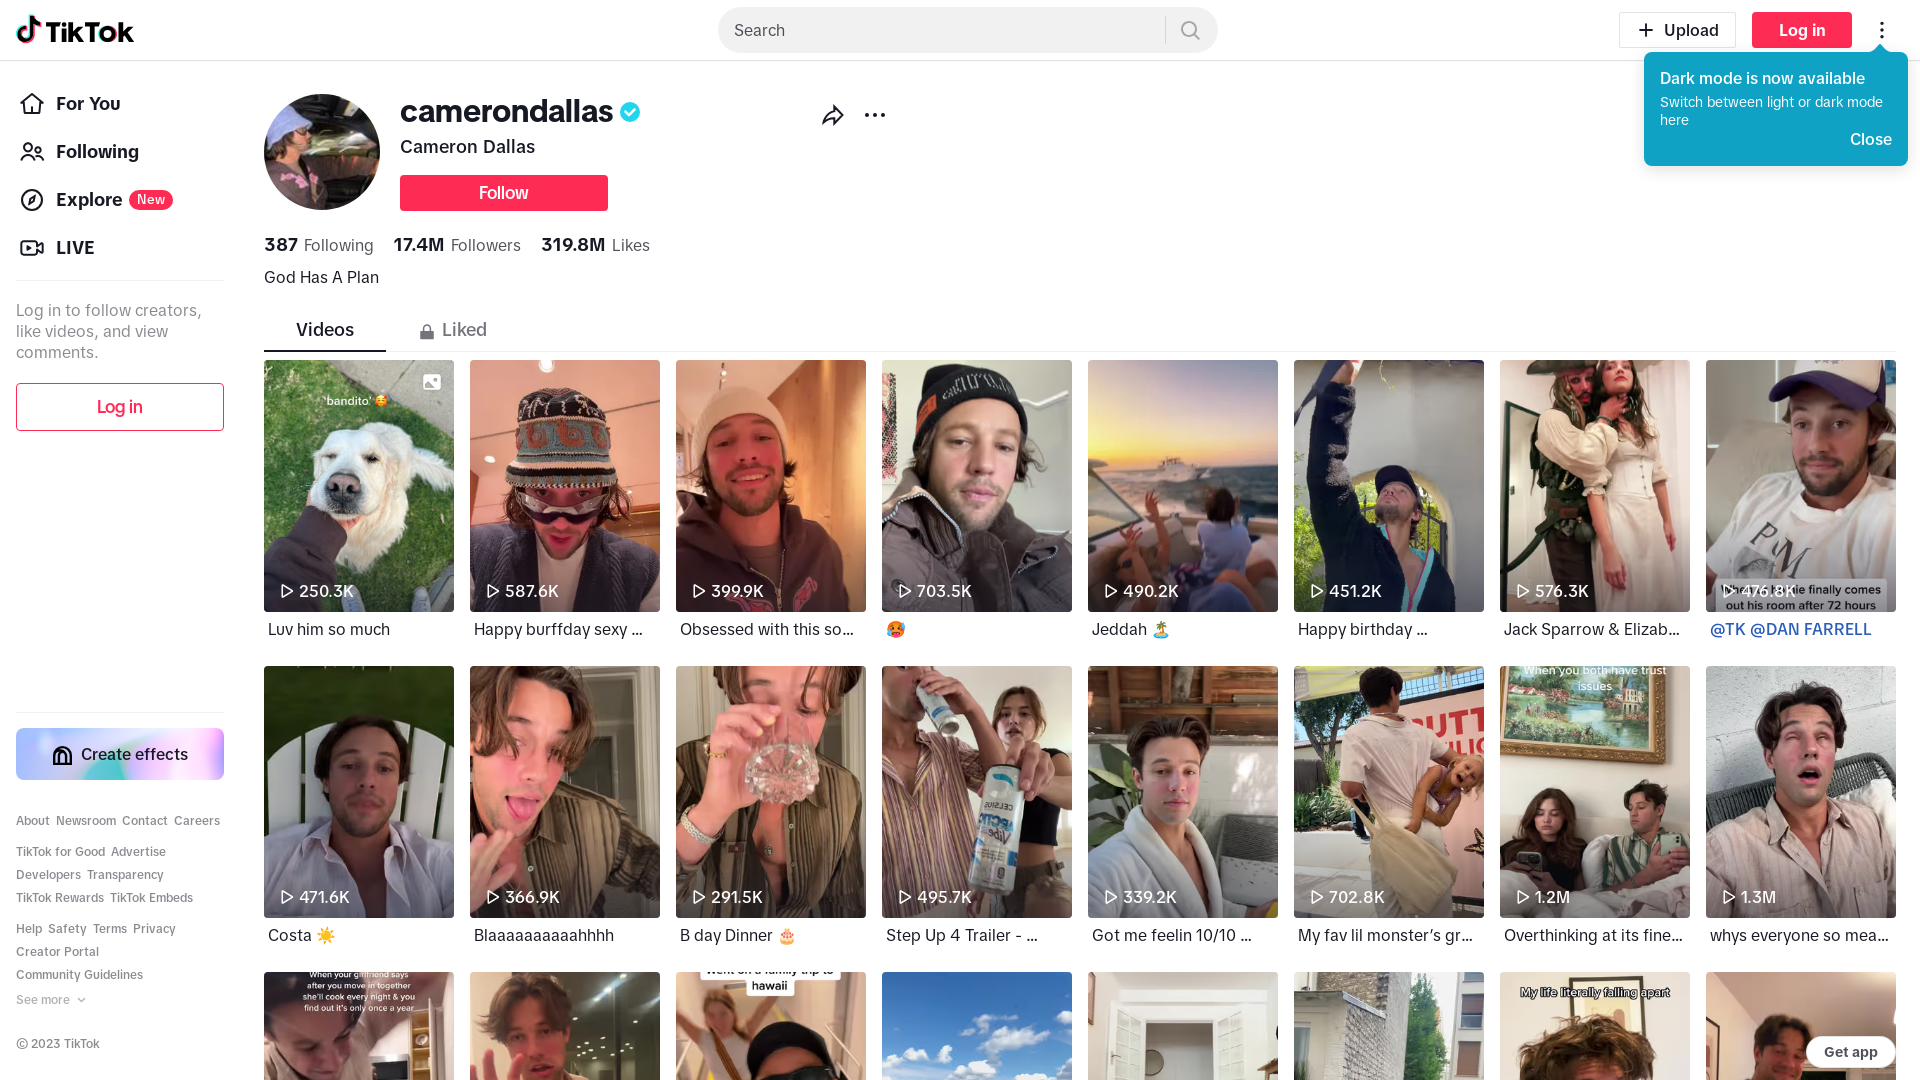 TikTok
Search
Upload
Log in
Dark mode is now available
Switch between light or dark mode
here
Close
For You
Following
Explore New
LIVE
Log in to follow creators,
like videos, and view
comments.
Log in
Create effects
About Newsroom Contact Careers
TikTok for Good Advertise
Developers Transparency
TikTok Rewards TikTok Embeds
Help Safety Terms Privacy
Creator Portal
Community Guidelines
See more
© 2023 TikTok
camerondallas
Cameron Dallas
Follow
387 Following 17.4M Followers 319.8M Likes
God Has A Plan
Videos Liked
'bandito' 🥰
250.3K
587.6K
399.9K
703.5K
490.2K
451.2K
576.3K
476.8K
finally comes
out his room after 72 hours
Luv him so much
Happy burffday sexy ...
Obsessed with this so...
🥵
Jeddah 🏝️
Happy birthday ...
Jack Sparrow & Elizab...
@TK @DAN FARRELL
CELSIUS
Vibe
BUTT
When you both have trust
issues
471.6K
366.9K
291.5K
495.7K
339.2K
702.8K
1.2M
1.3M
Costa ☀️
Blaaaaaaaaaahhhh
B day Dinner 🎂
Step Up 4 Trailer - ...
Got me feelin 10/10 ...
My fav lil monster's gr...
Overthinking at its fine...
whys everyone so mea...
When your girlfriend says
after you move in together
she'll cook every night & you
find out it's only once a year
went on a family trip to
hawaii
My life literally falling apart
Get app